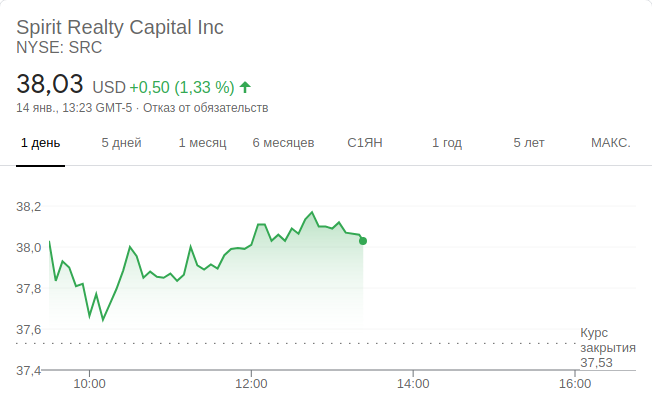 Spirit Realty Capital Inc
NYSE: SRC
38,03 USD +0,50 (1,33 %)
14 янв., 13:23 GMT-5 · Отказ от обязательств
1 день 5 дней 1 месяц 6 месяцев С1ЯН 1 год 5 лет МАКС.
38,2
38,0
37,8
37,6
Курс
закрытия
37,53
37,4
10:00 12:00 14:00 16:00